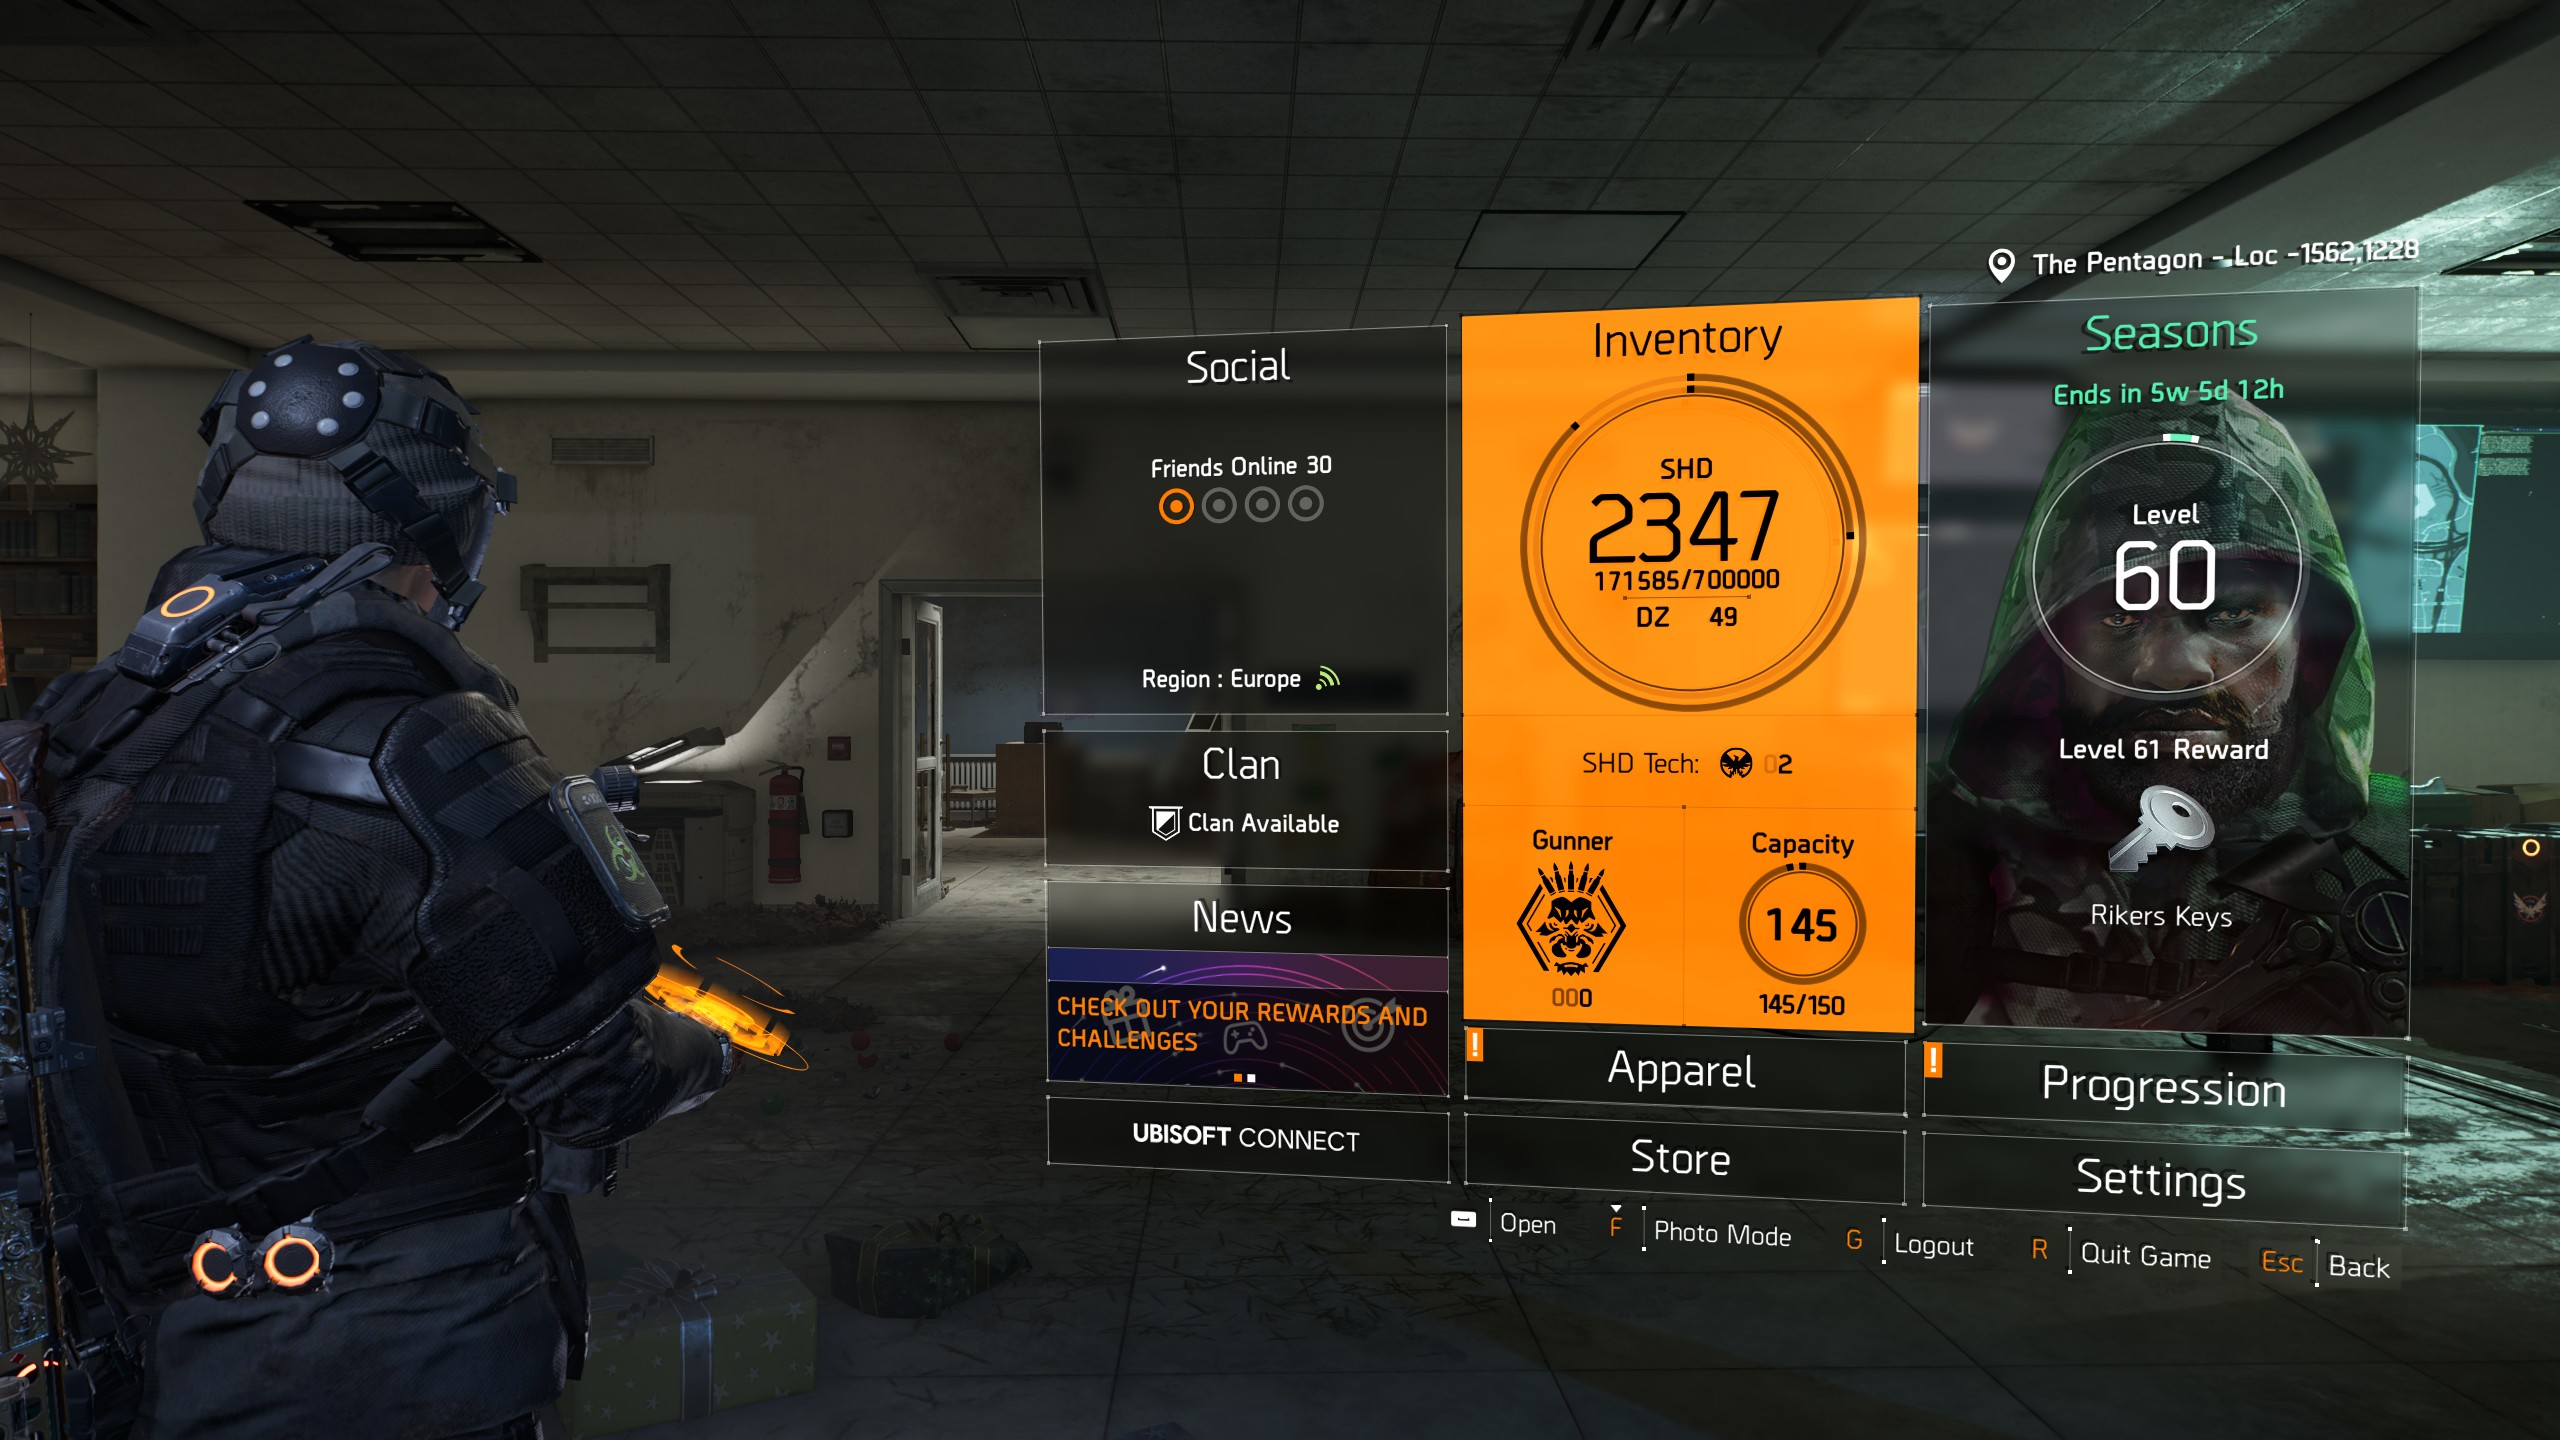 The Pentagon - Loc -1562,1228
Social
Friends Online 30
Region : Europe
Clan
Clan Available
News
CHECK OUT YOUR REWARDS AND
CHALLENGES
UBISOFT CONNECT
Inventory
SHD
2347
171585/700000
DZ 49
SHD Tech: 02
Gunner
000
Capacity
145
145/150
Apparel
Store
Seasons
Ends in 5w 5d 12h
Level
60
Level 61 Reward
Rikers Keys
Progression
Settings
Open
F Photo Mode
G Logout
R Quit Game
Esc Back